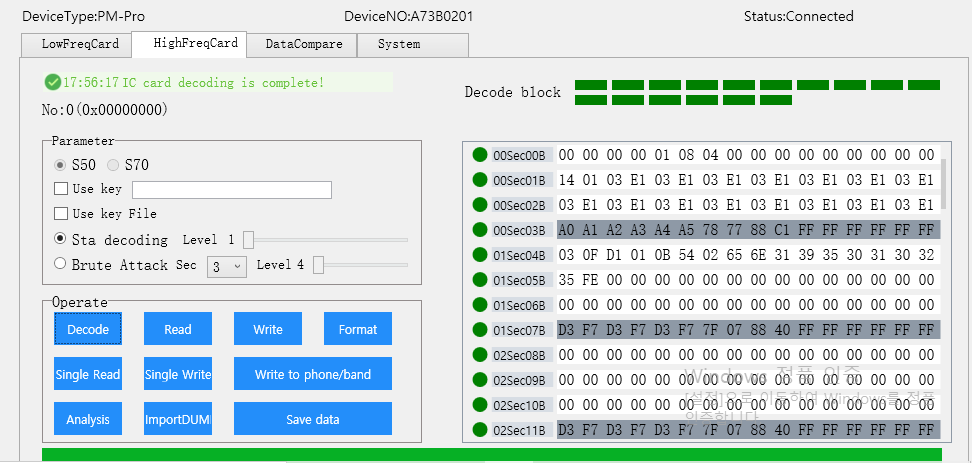 DeviceType:PM-Pro DeviceNO:A73B0201 Status:Connected
LowFreqCard HighFreqCard DataCompare System
17:56:17 IC card decoding is complete!
No:0(0x00000000)
Decode block
Parameter
S50 S70
Use key
Use key File
Sta decoding Level 1
Brute Attack Sec 3 Level 4
Operate
Decode Read Write Format
Single Read Single Write Write to phone/band
Analysis ImportDUM Save data
00Sec00B 00 00 00 00 01 08 04 00 00 00 00 00 00 00 00 00
00Sec01B 14 01 03 E1 03 E1 03 E1 03 E1 03 E1 03 E1 03 E1
00Sec02B 03 E1 03 E1 03 E1 03 E1 03 E1 03 E1 03 E1 03 E1
00Sec03B A0 A1 A2 A3 A4 A5 78 77 88 C1 FF FF FF FF FF FF
01Sec04B 03 0F D1 01 0B 54 02 65 6E 31 39 35 30 31 30 32
01Sec05B 35 FE 00 00 00 00 00 00 00 00 00 00 00 00 00 00
01Sec06B 00 00 00 00 00 00 00 00 00 00 00 00 00 00 00 00
01Sec07B D3 F7 D3 F7 D3 F7 7F 07 88 40 FF FF FF FF FF FF
02Sec08B 00 00 00 00 00 00 00 00 00 00 00 00 00 00 00 00
02Sec09B 00 00 00 00 00 00 00 00 00 00 00 00 00 00 00 00
02Sec10B 00 00 00 00 00 00 00 00 00 00 00 00 00 00 00 00
02Sec11B D3 F7 D3 F7 D3 F7 7F 07 88 40 FF FF FF FF FF FF
Windows 정품 인증
[설정]으로 이동하여 Windows를 정품
인증합니다.